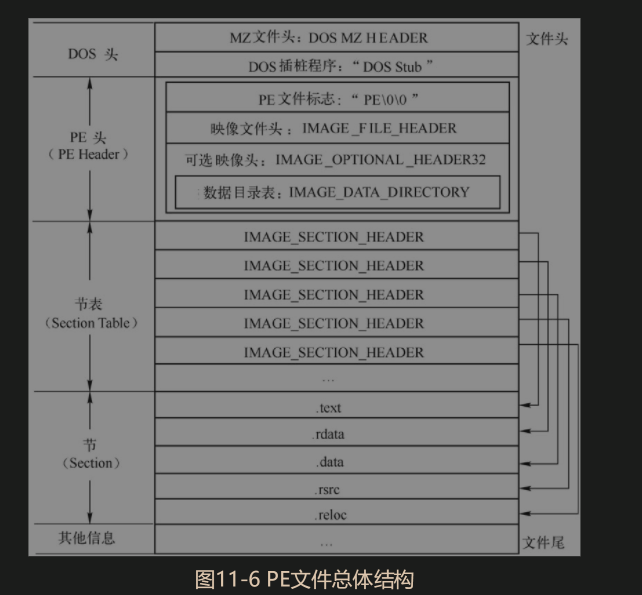 DOS 头
MZ文件头：DOS MZ HEADER
文件头
DOS插桩程序：“DOS Stub”
PE 头
（PE Header）
PE文件标志：“PE\0\0”
映像文件头：IMAGE_FILE_HEADER
可选映像头：IMAGE_OPTIONAL_HEADER32
数据目录表：IMAGE_DATA_DIRECTORY
节表
（Section Table）
IMAGE_SECTION_HEADER
IMAGE_SECTION_HEADER
IMAGE_SECTION_HEADER
IMAGE_SECTION_HEADER
IMAGE_SECTION_HEADER
…
节
（Section）
.text
.rdata
.data
.rsrc
.reloc
其他信息
…
文件尾
图11-6 PE文件总体结构